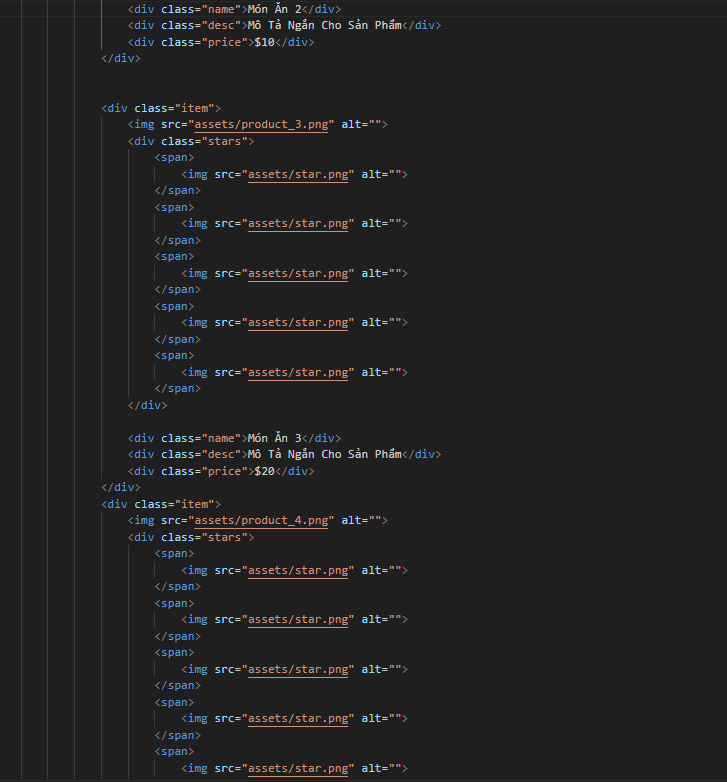 <div class="name">Món Ăn 2</div>
<div class="desc">Mô Tả Ngắn Cho Sản Phẩm</div>
<div class="price">$10</div>
</div>
<div class="item">
<img src="assets/product_3.png" alt="">
<div class="stars">
<span>
<img src="assets/star.png" alt="">
</span>
<span>
<img src="assets/star.png" alt="">
</span>
<span>
<img src="assets/star.png" alt="">
</span>
<span>
<img src="assets/star.png" alt="">
</span>
<span>
<img src="assets/star.png" alt="">
</span>
</div>
<div class="name">Món Ăn 3</div>
<div class="desc">Mô Tả Ngắn Cho Sản Phẩm</div>
<div class="price">$20</div>
</div>
<div class="item">
<img src="assets/product_4.png" alt="">
<div class="stars">
<span>
<img src="assets/star.png" alt="">
</span>
<span>
<img src="assets/star.png" alt="">
</span>
<span>
<img src="assets/star.png" alt="">
</span>
<span>
<img src="assets/star.png" alt="">
</span>
<span>
<img src="assets/star.png" alt="">